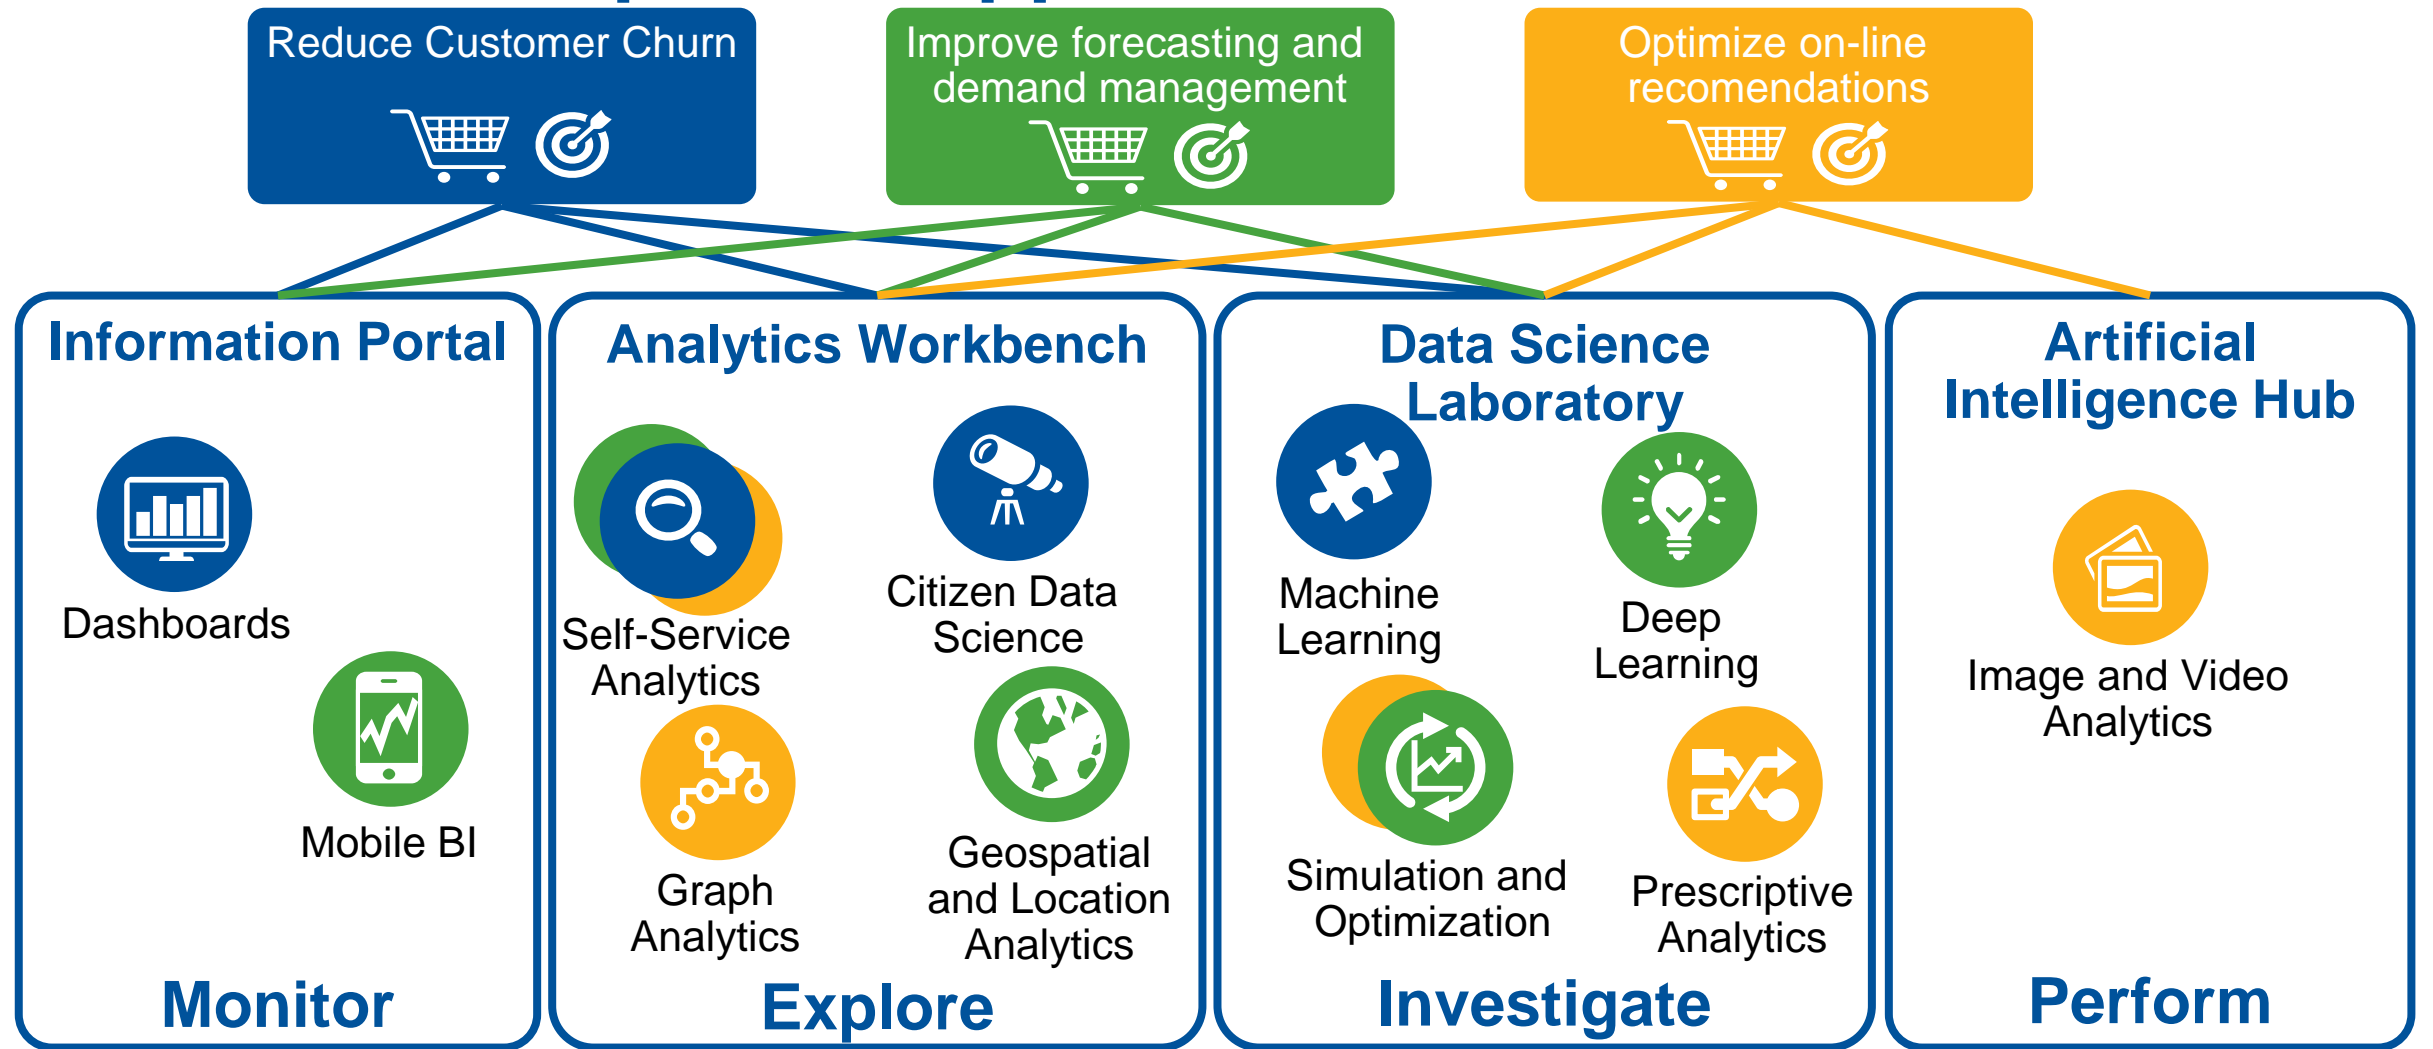 Reduce Customer Churn
Improve forecasting and
demand management
Optimize on-line
recomendations
Information Portal
Dashboards
Mobile BI
Monitor
Analytics Workbench
Self-Service
Analytics
Citizen Data
Science
Graph
Analytics
Geospatial
and Location
Analytics
Explore
Data Science
Laboratory
Machine
Learning
Deep
Learning
Simulation and
Optimization
Prescriptive
Analytics
Investigate
Artificial
Intelligence Hub
Image and Video
Analytics
Perform